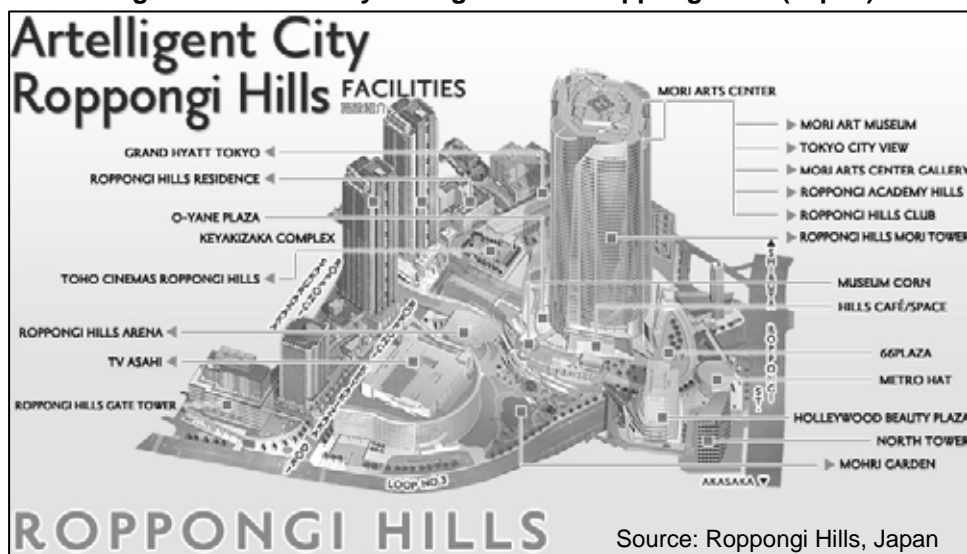 Artelligent City
Roppongi Hills FACILITIES
施設紹介
MORI ARTS CENTER
MORI ART MUSEUM
TOKYO CITY VIEW
MORI ARTS CENTER GALLERY
ROPPONGI ACADEMY HILLS
ROPPONGI HILLS CLUB
ROPPONGI HILLS MORI TOWER
GRAND HYATT TOKYO
ROPPONGI HILLS RESIDENCE
O-YANE PLAZA
KEYAKIZAKA COMPLEX
TOHO CINEMAS ROPPONGI HILLS
ROPPONGI HILLS ARENA
TV ASAHI
ROPPONGI HILLS GATE TOWER
▲SHIBUYA
ROPPONGI ST.
MUSEUM CORN
HILLS CAFÉ/SPACE
66PLAZA
METRO HAT
HOLLEYWOOD BEAUTY PLAZA
NORTH TOWER
MOHRI GARDEN
LOOP NO.3
AKASAKA▼
ROPPONGI HILLS
Source: Roppongi Hills, Japan